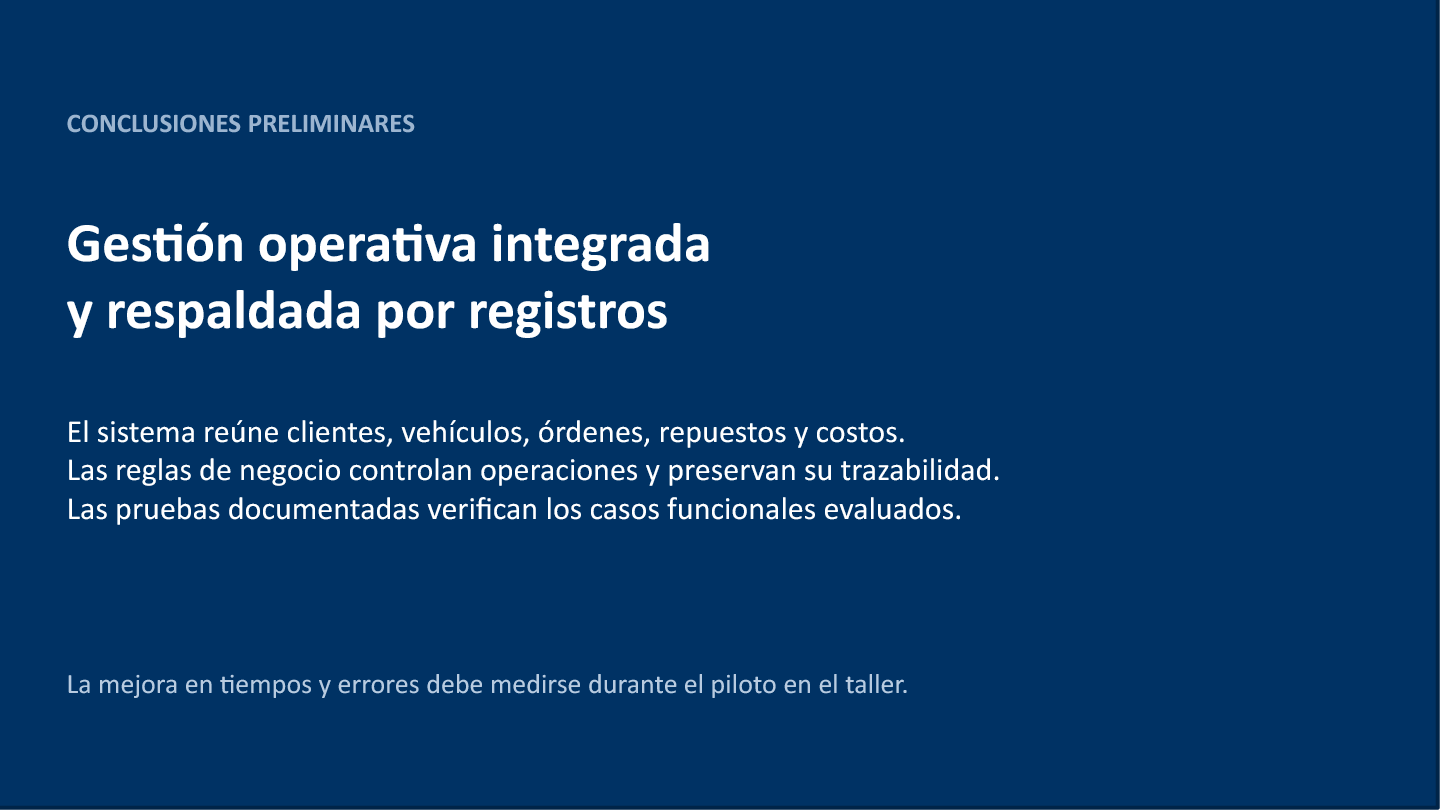 CONCLUSIONES PRELIMINARES
Gestión operativa integrada
y respaldada por registros
El sistema reúne clientes, vehículos, órdenes, repuestos y costos.
Las reglas de negocio controlan operaciones y preservan su trazabilidad.
Las pruebas documentadas verifican los casos funcionales evaluados.
La mejora en tiempos y errores debe medirse durante el piloto en el taller.